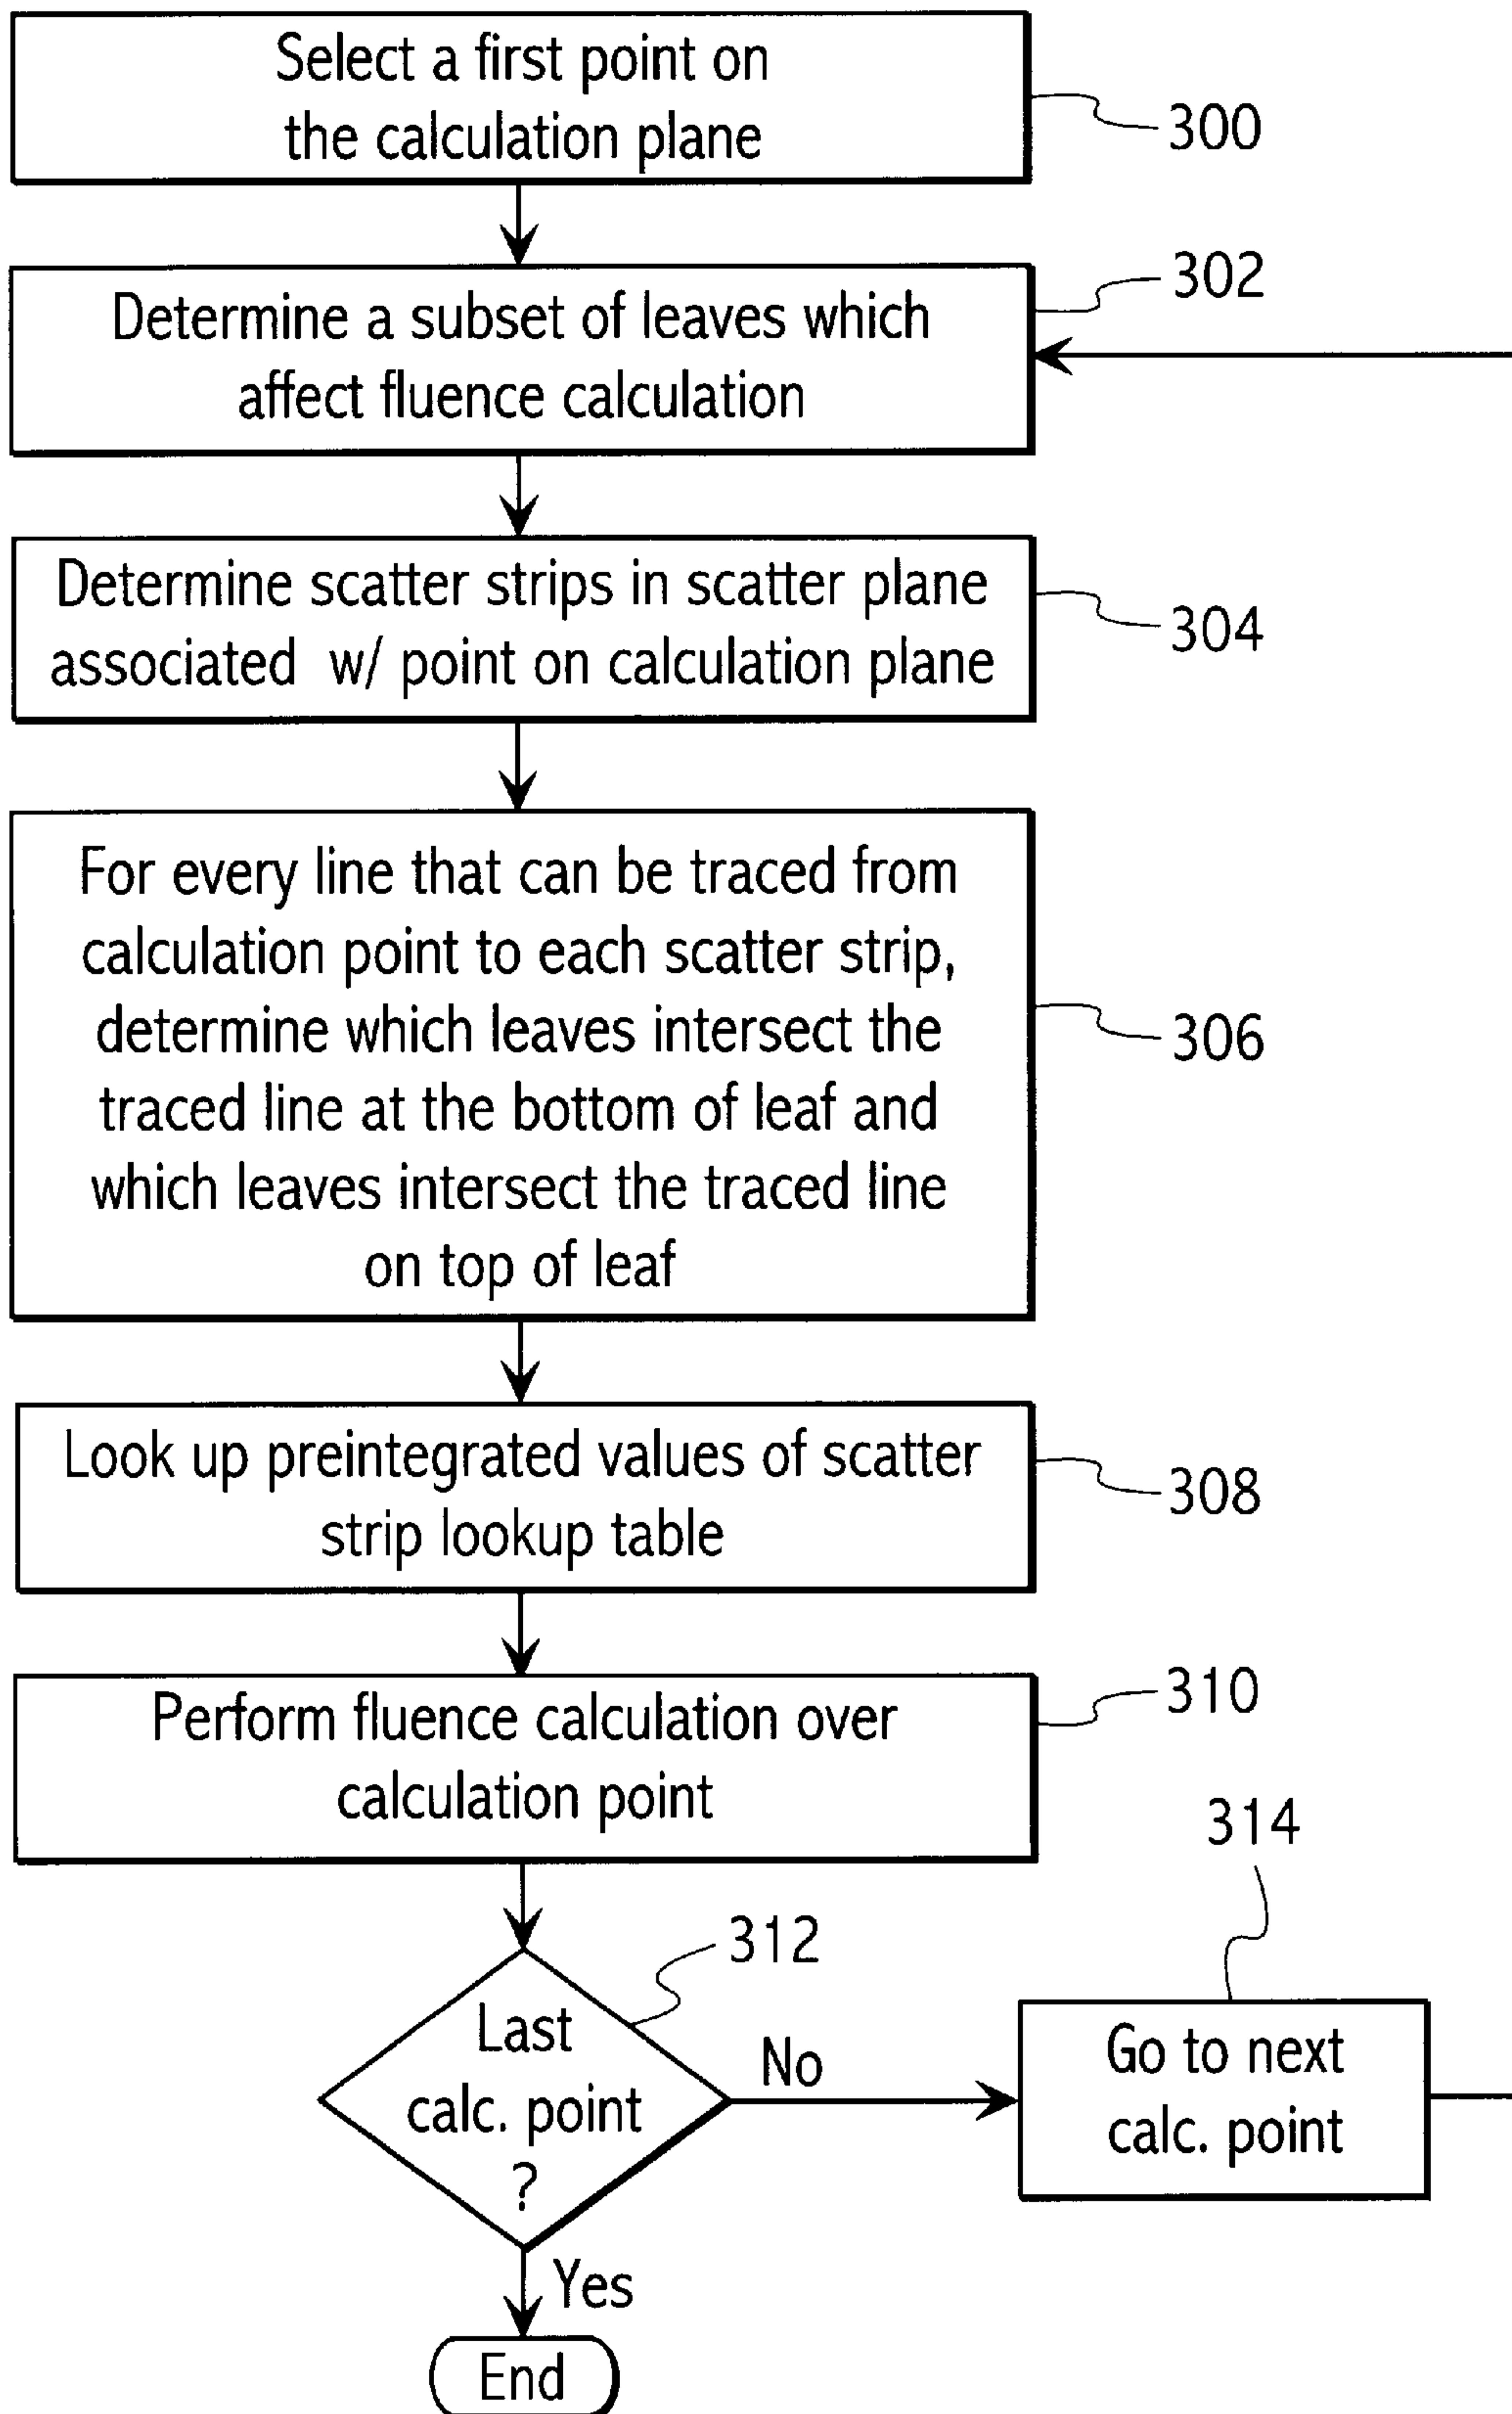 Select a first point on
the calculation plane
300
302
Determine a subset of leaves which
affect fluence calculation
Determine scatter strips in scatter plane
associated w/ point on calculation plane
304
For every line that can be traced from
calculation point to each scatter strip,
determine which leaves intersect the
traced line at the bottom of leaf and
which leaves intersect the traced line
on top of leaf
306
Look up preintegrated values of scatter
strip lookup table
308
Perform fluence calculation over
calculation point
310
312
Last
calc. point
?
No
314
Go to next
calc. point
Yes
End